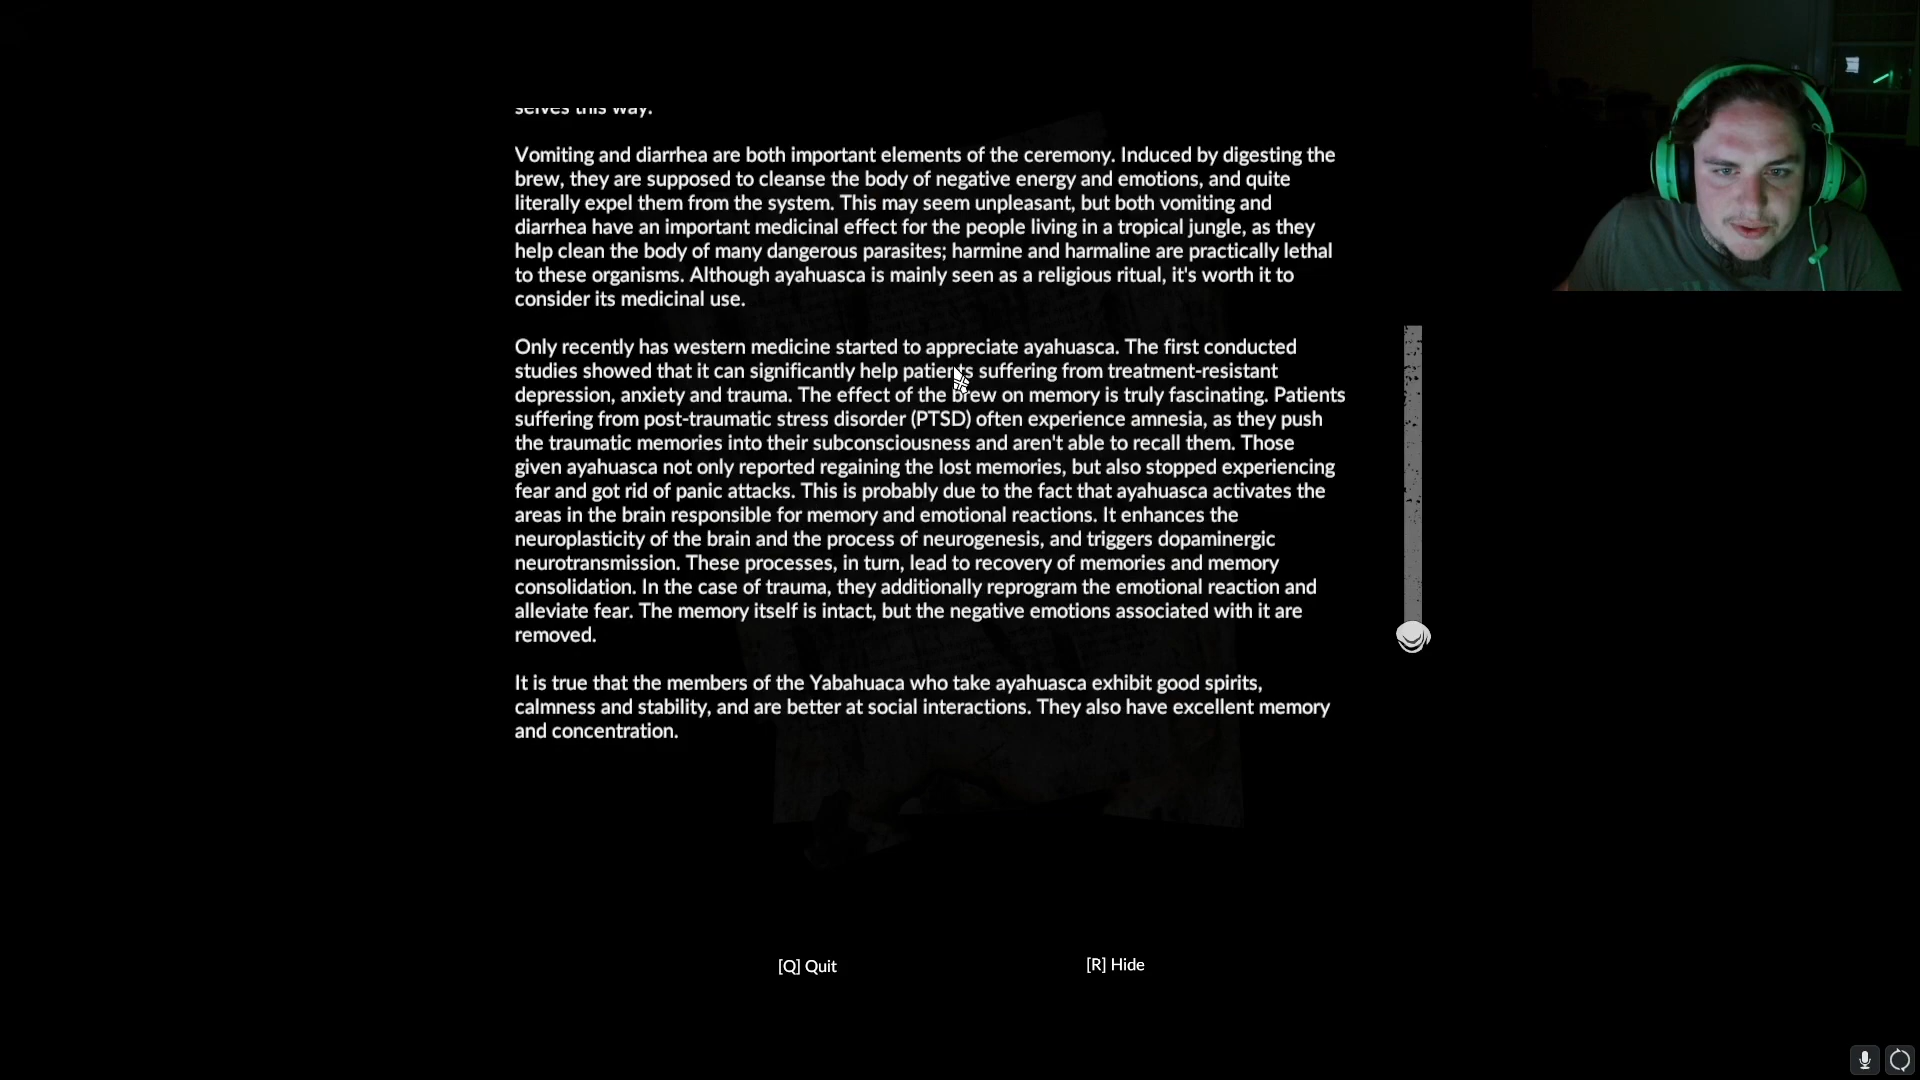 selves this way.
Vomiting and diarrhea are both important elements of the ceremony. Induced by digesting the
brew, they are supposed to cleanse the body of negative energy and emotions, and quite
literally expel them from the system. This may seem unpleasant, but both vomiting and
diarrhea have an important medicinal effect for the people living in a tropical jungle, as they
help clean the body of many dangerous parasites; harmine and harmaline are practically lethal
to these organisms. Although ayahuasca is mainly seen as a religious ritual, it's worth it to
consider its medicinal use.
Only recently has western medicine started to appreciate ayahuasca. The first conducted
studies showed that it can significantly help patients suffering from treatment-resistant
depression, anxiety and trauma. The effect of the brew on memory is truly fascinating. Patients
suffering from post-traumatic stress disorder (PTSD) often experience amnesia, as they push
the traumatic memories into their subconsciousness and aren't able to recall them. Those
given ayahuasca not only reported regaining the lost memories, but also stopped experiencing
fear and got rid of panic attacks. This is probably due to the fact that ayahuasca activates the
areas in the brain responsible for memory and emotional reactions. It enhances the
neuroplasticity of the brain and the process of neurogenesis, and triggers dopaminergic
neurotransmission. These processes, in turn, lead to recovery of memories and memory
consolidation. In the case of trauma, they additionally reprogram the emotional reaction and
alleviate fear. The memory itself is intact, but the negative emotions associated with it are
removed.
It is true that the members of the Yabahuaca who take ayahuasca exhibit good spirits,
calmness and stability, and are better at social interactions. They also have excellent memory
and concentration.
[Q] Quit
[R] Hide